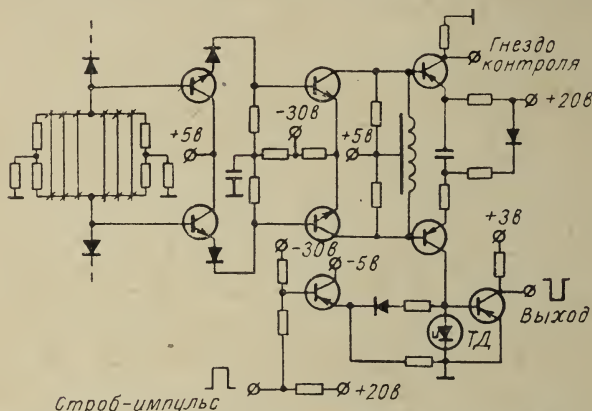 Гнездо
контроля
-30в
+5в
+5в
+20в
+3в
-30в
-5в
ТД
Выход
+20в
Строб-импульс